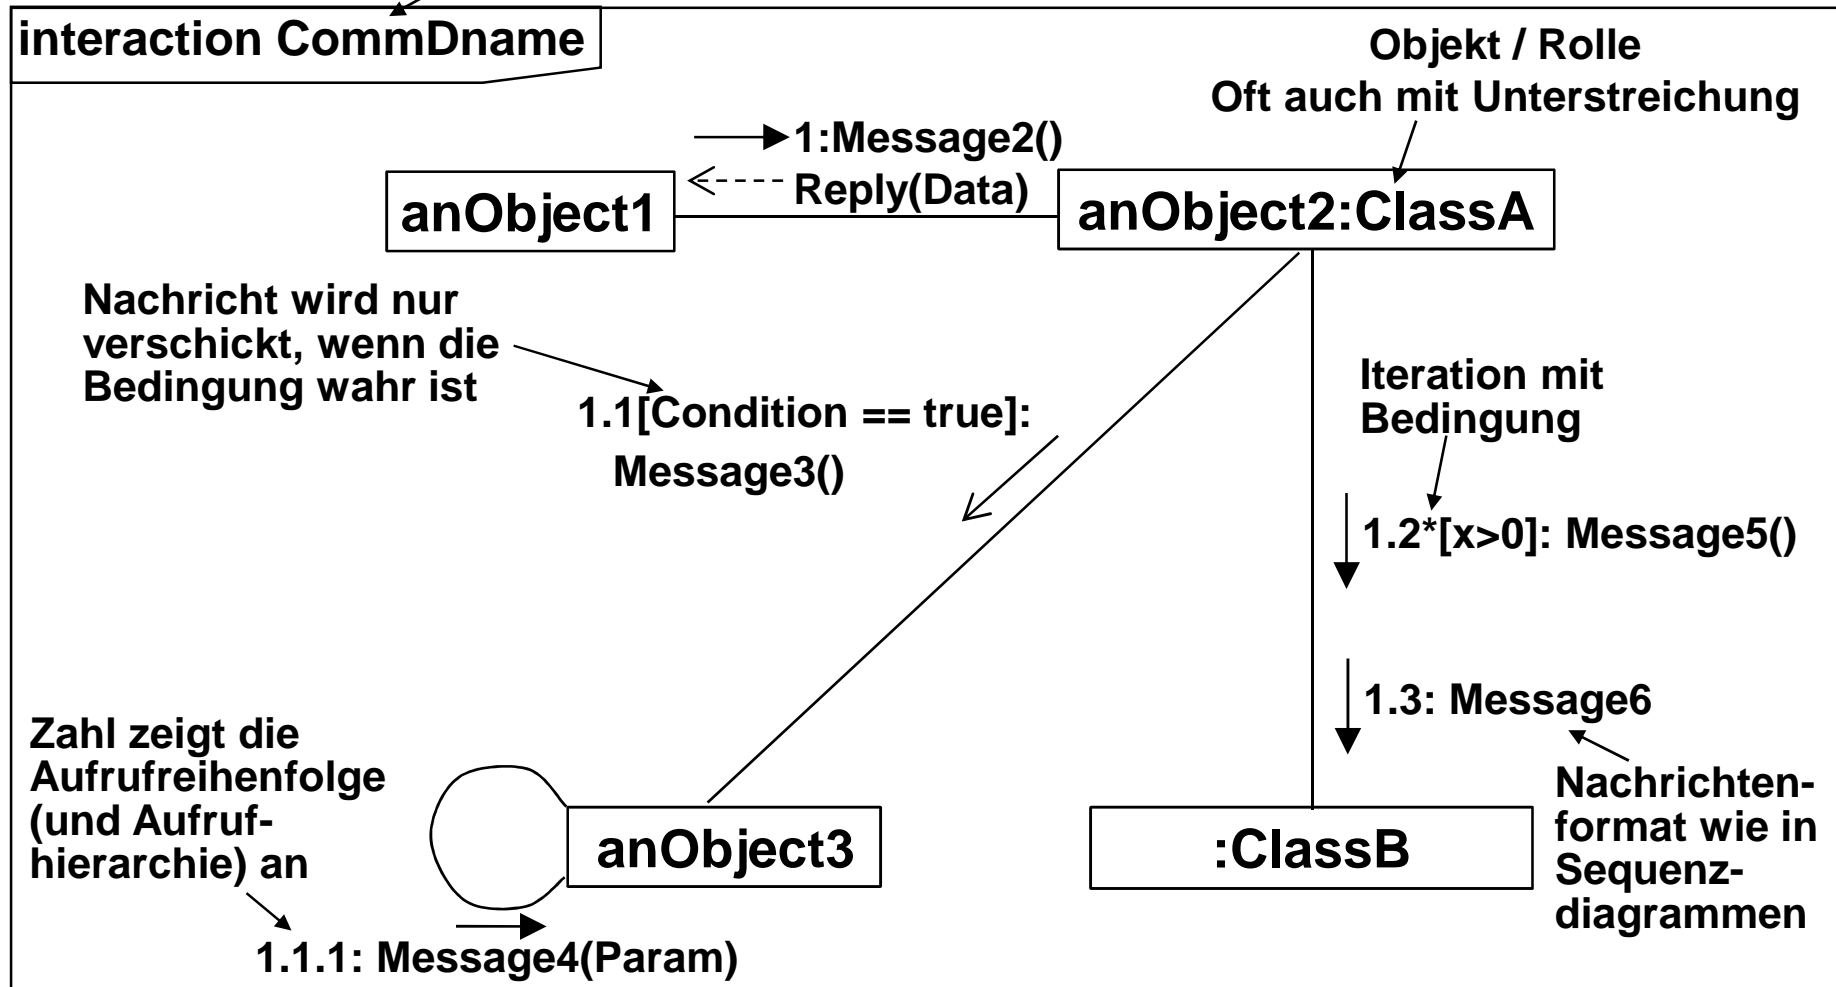 interaction CommDname
Objekt / Rolle
Oft auch mit Unterstreichung
1:Message2()
Reply(Data)
anObject1
anObject2:ClassA
Nachricht wird nur
verschickt, wenn die
Bedingung wahr ist
1.1[Condition == true]:
Message3()
Iteration mit
Bedingung
1.2*[x>0]: Message5()
1.3: Message6
Zahl zeigt die
Aufrufreihenfolge
(und Aufruf-
hierarchie) an
anObject3
:ClassB
Nachrichten-
format wie in
Sequenz-
diagrammen
1.1.1: Message4(Param)